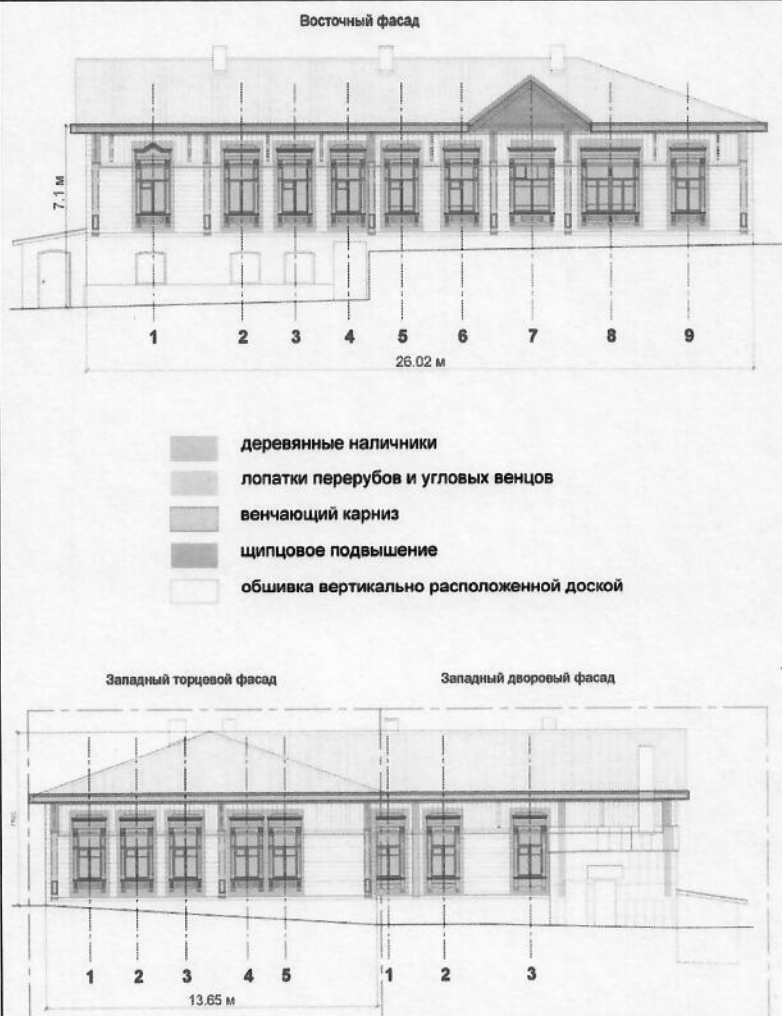 Восточный фасад
7.1 м
1 2 3 4 5 6 7 8 9
26.02 м
деревянные наличники
лопатки перерубов и угловых венцов
венчающий карниз
щипцовое подвышение
обшивка вертикально расположенной доской
Западный торцевой фасад
Западный дворовый фасад
1 2 3 4 5 1 2 3
13.65 м